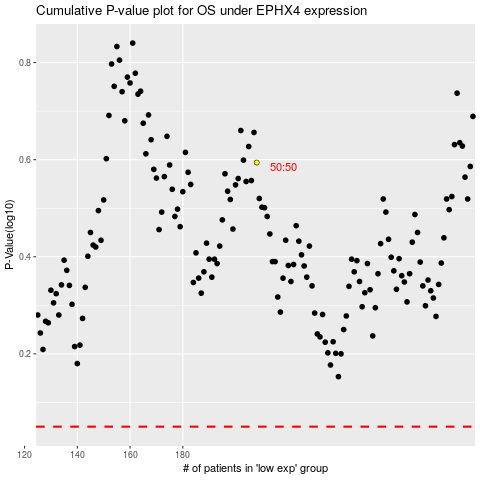 Cumulative P-value plot for OS under EPHX4 expression
P-Value(log10)
0.8
0.6
0.4
0.2
50:50
120 140 160 180
# of patients in 'low exp' group